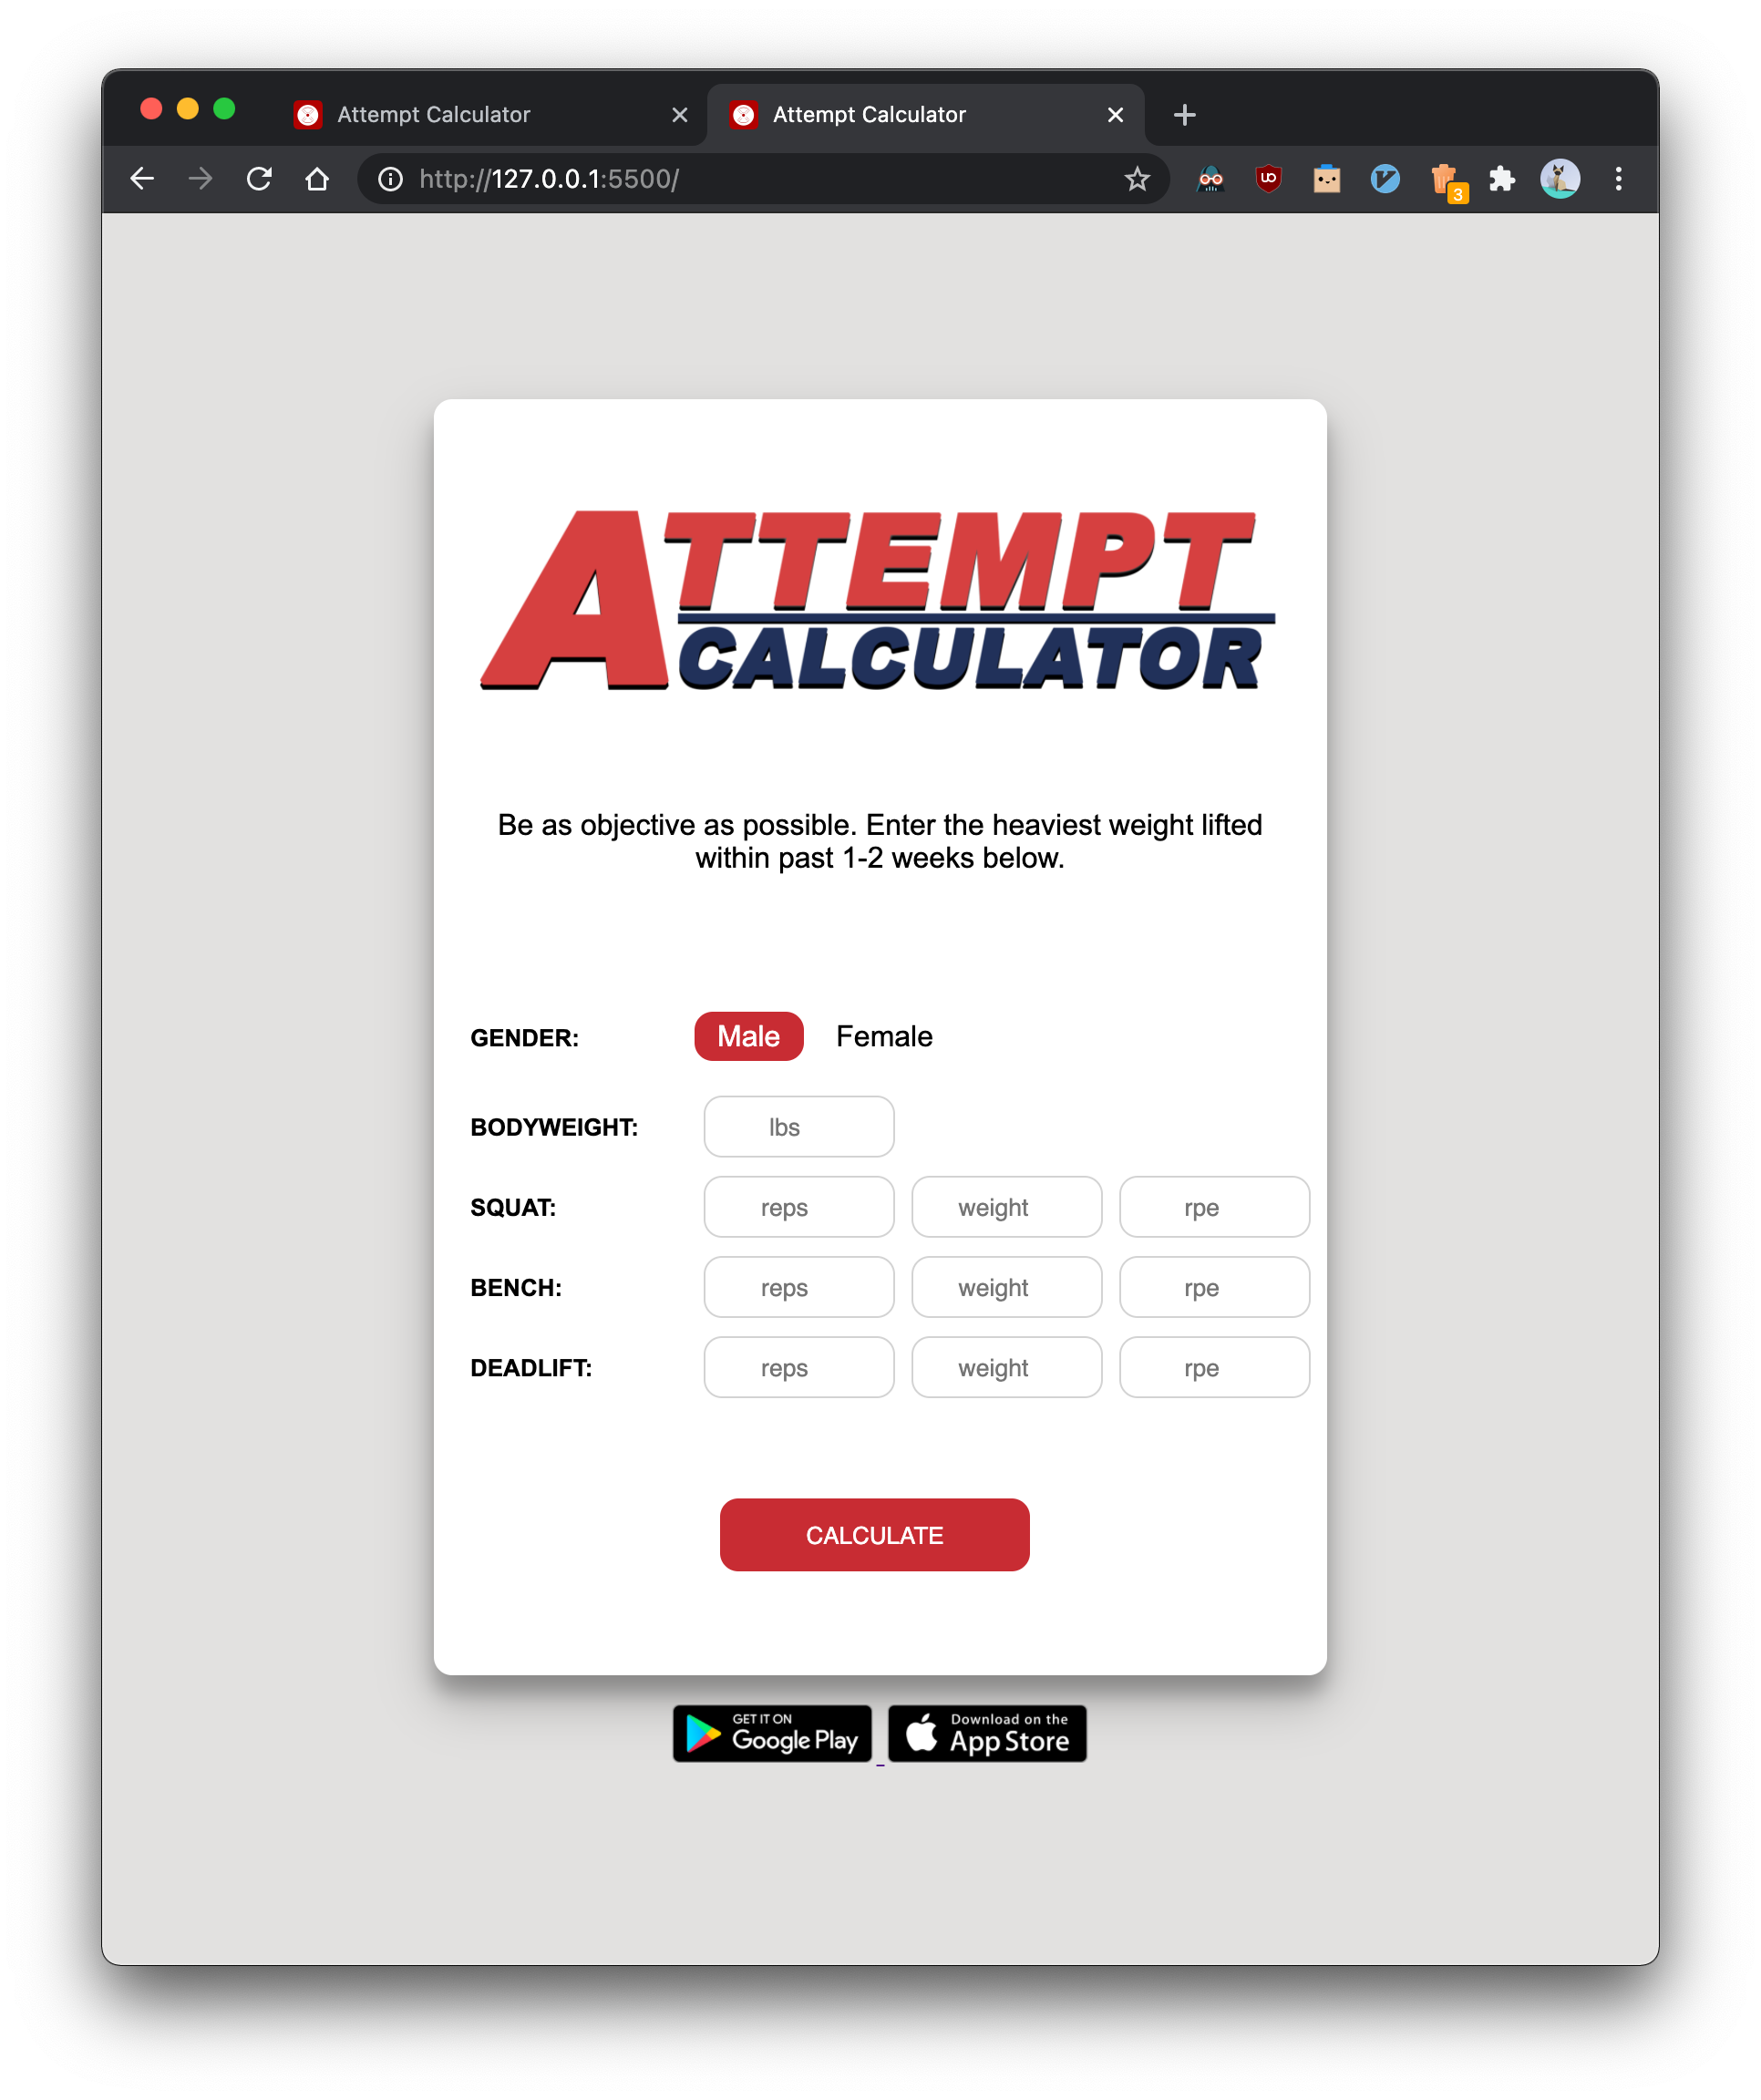 Attempt Calculator
Attempt Calculator
http://127.0.0.1:5500/
3
ATTEMPT
CALCULATOR
Be as objective as possible. Enter the heaviest weight lifted
within past 1-2 weeks below.
GENDER: Male Female
BODYWEIGHT: lbs
SQUAT: reps weight rpe
BENCH: reps weight rpe
DEADLIFT: reps weight rpe
CALCULATE
GET IT ON
Google Play
Download on the
App Store